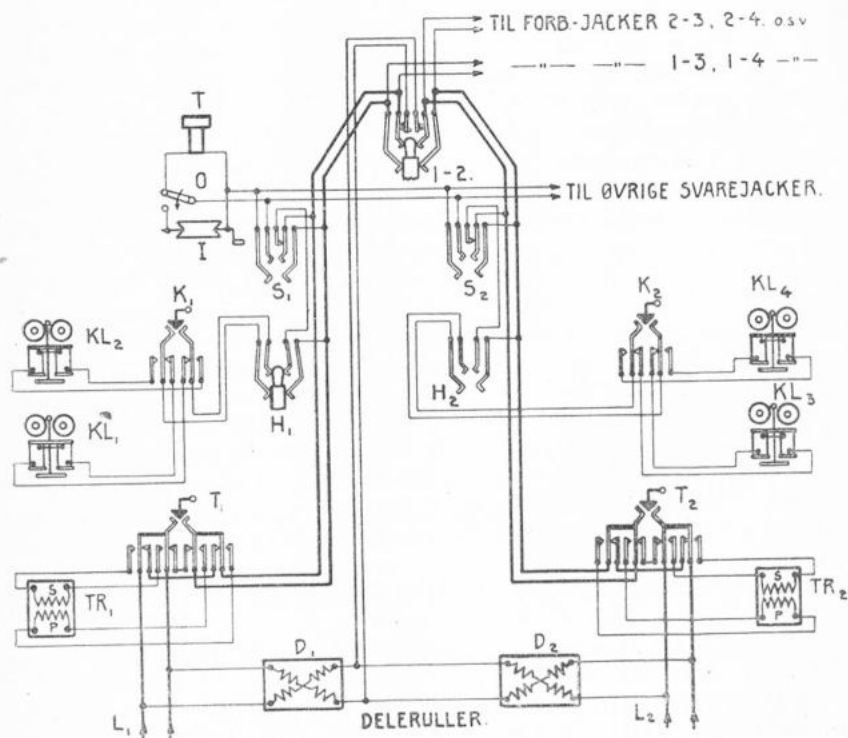 TIL FORB.-JACKER 2-3, 2-4. o.s.v
—"— —"— 1-3, 1-4 —"—
T
O
I
1-2.
TIL ØVRIGE SVAREJACKER.
S₁
S₂
K₁
K₂
KL₂
KL₄
KL₁
KL₃
H₁
H₂
T₁
T₂
S
P
TR₁
S
P
TR₂
D₁
D₂
L₁
DELERULLER.
L₂